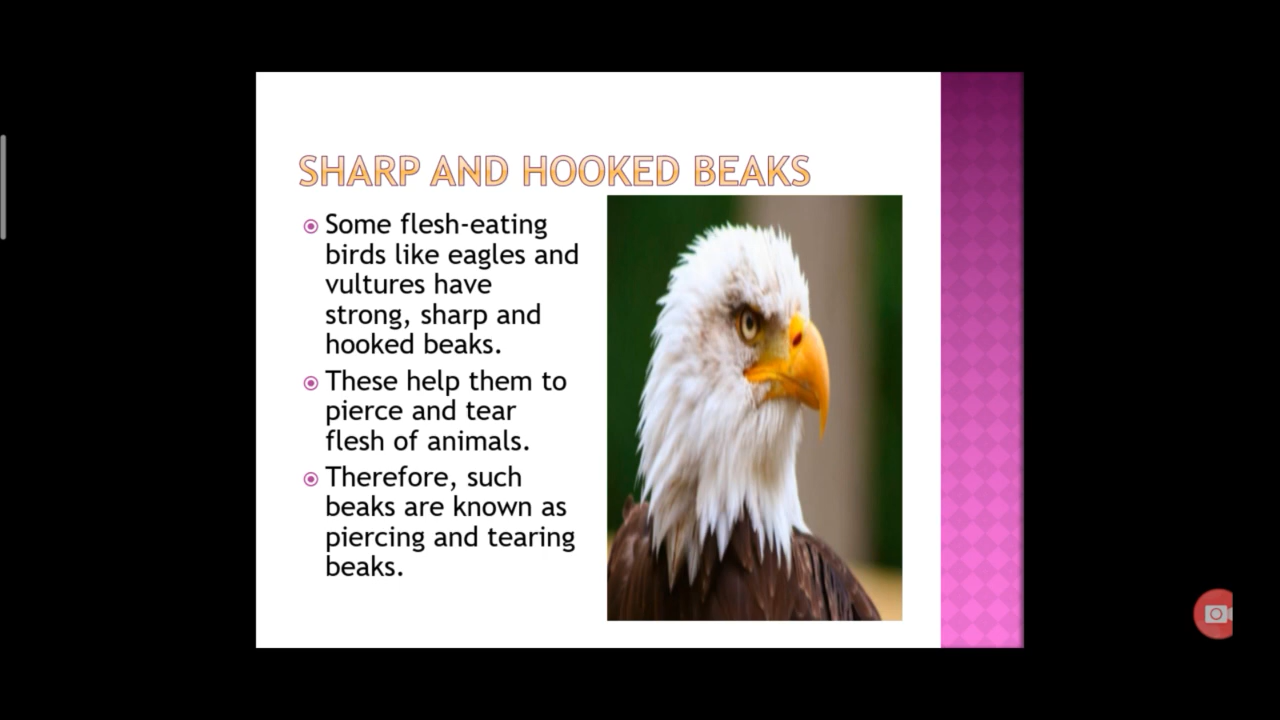 SHARP AND HOOKED BEAKS
Some flesh-eating
birds like eagles and
vultures have
strong, sharp and
hooked beaks.
These help them to
pierce and tear
flesh of animals.
Therefore, such
beaks are known as
piercing and tearing
beaks.